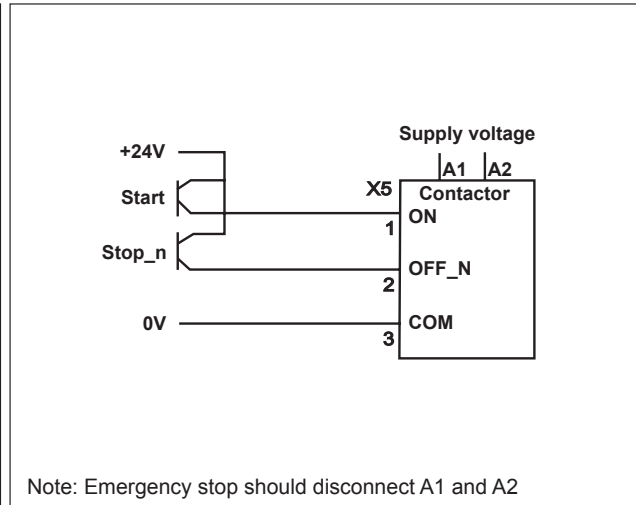 Supply voltage
+24V
A1 A2
X5 Contactor
Start
ON
1
Stop_n
OFF_N
2
0V
COM
3
Note: Emergency stop should disconnect A1 and A2